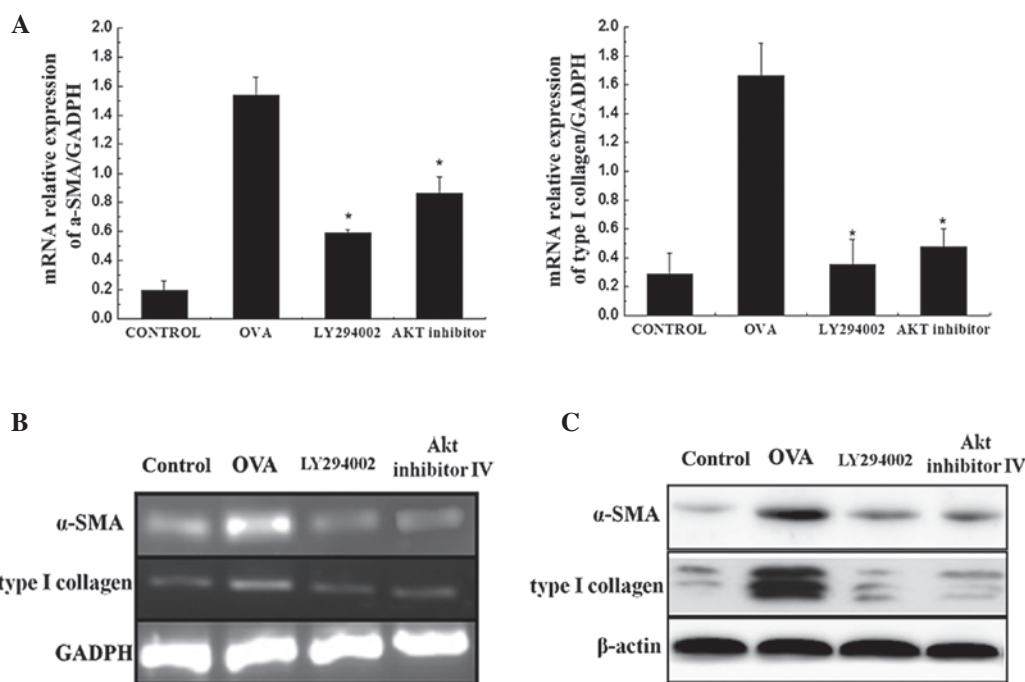 A
mRNA relative expression
of a-SMA/GADPH
2.0
1.8
1.6
1.4
1.2
1.0
0.8
0.6
0.4
0.2
0.0
*
*
CONTROL OVA LY294002 AKT inhibitor
mRNA relative expression
of type I collagen/GADPH
2.0
1.8
1.6
1.4
1.2
1.0
0.8
0.6
0.4
0.2
0.0
*
*
CONTROL OVA LY294002 AKT inhibitor
B
Control OVA LY294002 Akt
inhibitor IV
α-SMA
type I collagen
GADPH
C
Control OVA LY294002 Akt
inhibitor IV
α-SMA
type I collagen
β-actin